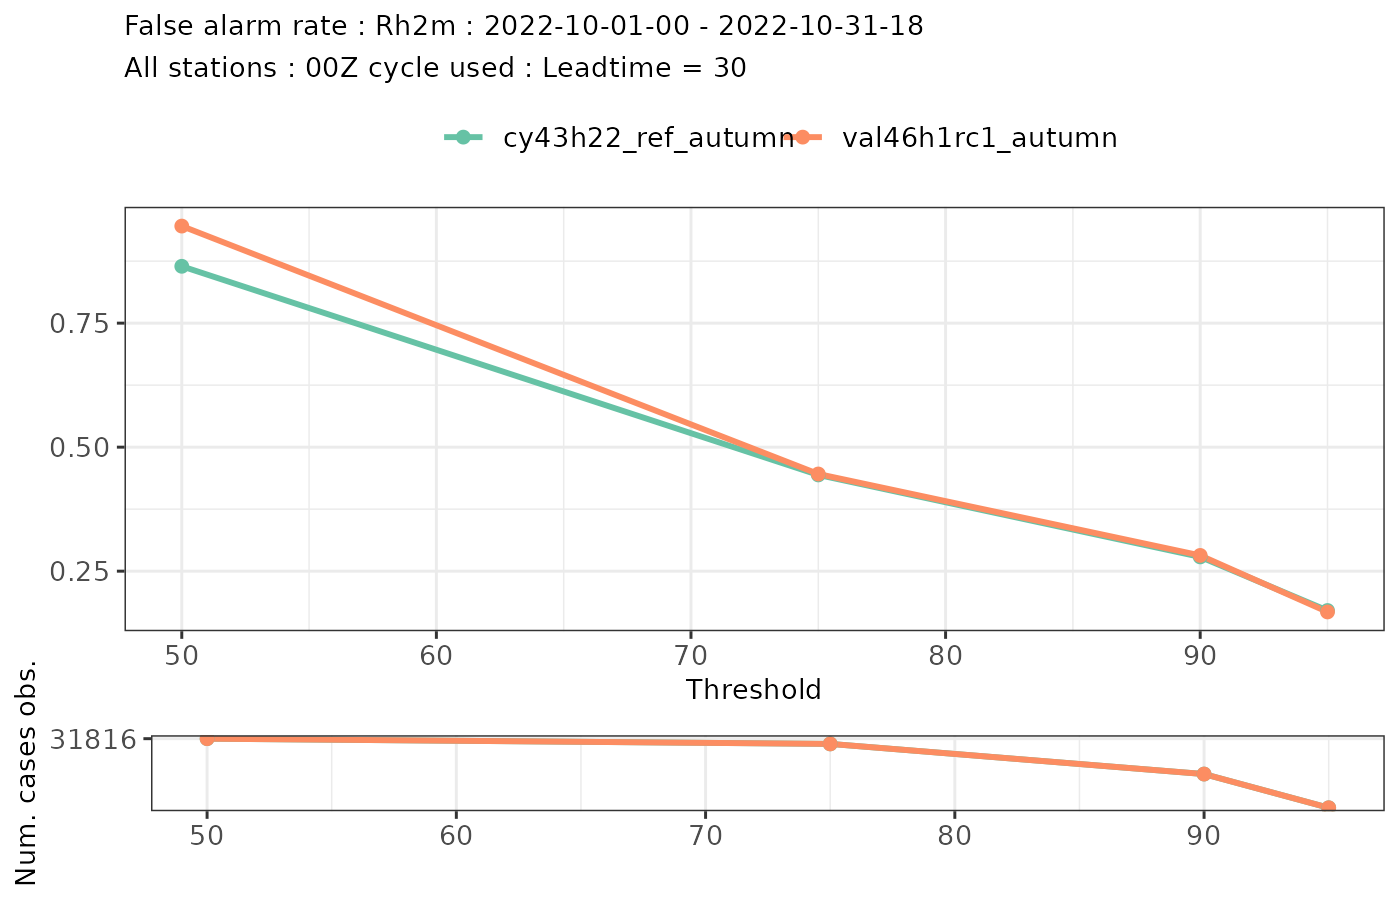 False alarm rate : Rh2m : 2022-10-01-00 - 2022-10-31-18
All stations : 00Z cycle used : Leadtime = 30
cy43h22_ref_autumn val46h1rc1_autumn
0.75
0.50
0.25
50 60 70 80 90
Threshold
Num. cases obs.
31816
50 60 70 80 90